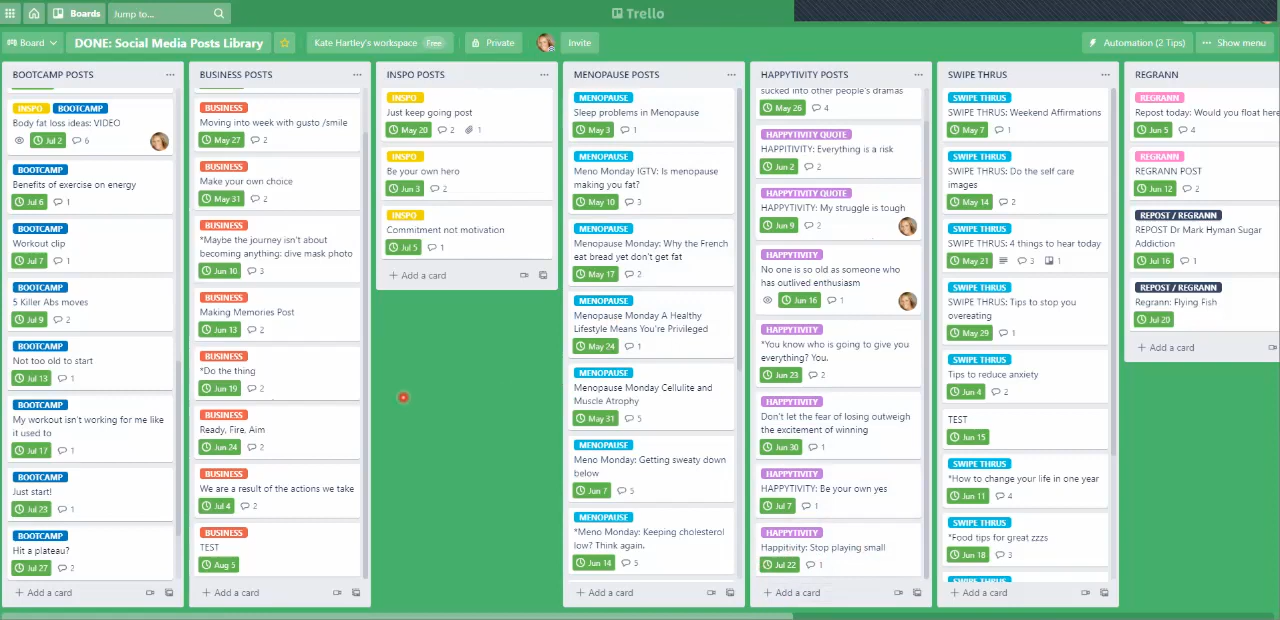 Boards
Jump to...
Trello
Board
DONE: Social Media Posts Library
Kate Hartley's workspace
Free
Private
Invite
Automation (2 Tips)
Show menu
BOOTCAMP POSTS
INSPO
BOOTCAMP
Body fat loss ideas: VIDEO
Jul 2
6
BOOTCAMP
Benefits of exercise on energy
Jul 6
1
BOOTCAMP
Workout clip
Jul 7
1
BOOTCAMP
5 Killer Abs moves
Jul 9
2
BOOTCAMP
Not too old to start
Jul 13
1
BOOTCAMP
My workout isn't working for me like
it used to
Jul 17
1
BOOTCAMP
Just start!
Jul 23
1
BOOTCAMP
Hit a plateau?
Jul 27
2
+ Add a card
BUSINESS POSTS
BUSINESS
Moving into week with gusto /smile
May 27
2
BUSINESS
Make your own choice
May 31
2
BUSINESS
*Maybe the journey isn't about
becoming anything: dive mask photo
Jun 10
3
BUSINESS
Making Memories Post
Jun 13
2
BUSINESS
*Do the thing
Jun 19
2
BUSINESS
Ready, Fire, Aim
Jun 24
2
BUSINESS
We are a result of the actions we take
Jul 4
2
BUSINESS
TEST
Aug 5
+ Add a card
INSPO POSTS
INSPO
Just keep going post
May 20
2
1
INSPO
Be your own hero
Jun 3
2
INSPO
Commitment not motivation
Jul 5
1
+ Add a card
MENOPAUSE POSTS
MENOPAUSE
Sleep problems in Menopause
May 3
1
MENOPAUSE
Meno Monday IGTV: Is menopause
making you fat?
May 10
3
MENOPAUSE
Menopause Monday: Why the French
eat bread yet don't get fat
May 17
2
MENOPAUSE
Menopause Monday A Healthy
Lifestyle Means You're Privileged
May 24
1
MENOPAUSE
Menopause Monday Cellulite and
Muscle Atrophy
May 31
5
MENOPAUSE
Meno Monday: Getting sweaty down
below
Jun 7
5
MENOPAUSE
*Meno Monday: Keeping cholesterol
low? Think again.
Jun 14
5
+ Add a card
HAPPYTIVITY POSTS
sucked into other people's dramas
May 26
4
HAPPYTIVITY QUOTE
HAPPITIVITY: Everything is a risk
Jun 2
2
HAPPYTIVITY QUOTE
HAPPYTIVITY: My struggle is tough
Jun 9
2
HAPPYTIVITY
No one is so old as someone who
has outlived enthusiasm
Jun 16
1
HAPPYTIVITY
*You know who is going to give you
everything? You.
Jun 23
2
HAPPYTIVITY
Don't let the fear of losing outweigh
the excitement of winning
Jun 30
1
HAPPYTIVITY
HAPPYTIVITY: Be your own yes
Jul 7
1
HAPPYTIVITY
Happitivity: Stop playing small
Jul 22
1
+ Add a card
SWIPE THRUS
SWIPE THRUS
SWIPE THRUS: Weekend Affirmations
May 7
1
SWIPE THRUS
SWIPE THRUS: Do the self care
images
May 14
2
SWIPE THRUS
SWIPE THRUS: 4 things to hear today
May 21
3
1
SWIPE THRUS
SWIPE THRUS: Tips to stop you
overeating
May 29
1
SWIPE THRUS
Tips to reduce anxiety
Jun 4
2
TEST
Jun 15
SWIPE THRUS
*How to change your life in one year
Jun 11
4
SWIPE THRUS
*Food tips for great zzzs
Jun 18
3
SWIPE THRUS
+ Add a card
REGRANN
REGRANN
Repost today: Would you float here
Jun 5
4
REGRANN
REGRANN POST
Jun 12
2
REPOST / REGRANN
REPOST Dr Mark Hyman Sugar
Addiction
Jul 16
1
REPOST / REGRANN
Regrann: Flying Fish
Jul 20
+ Add a card